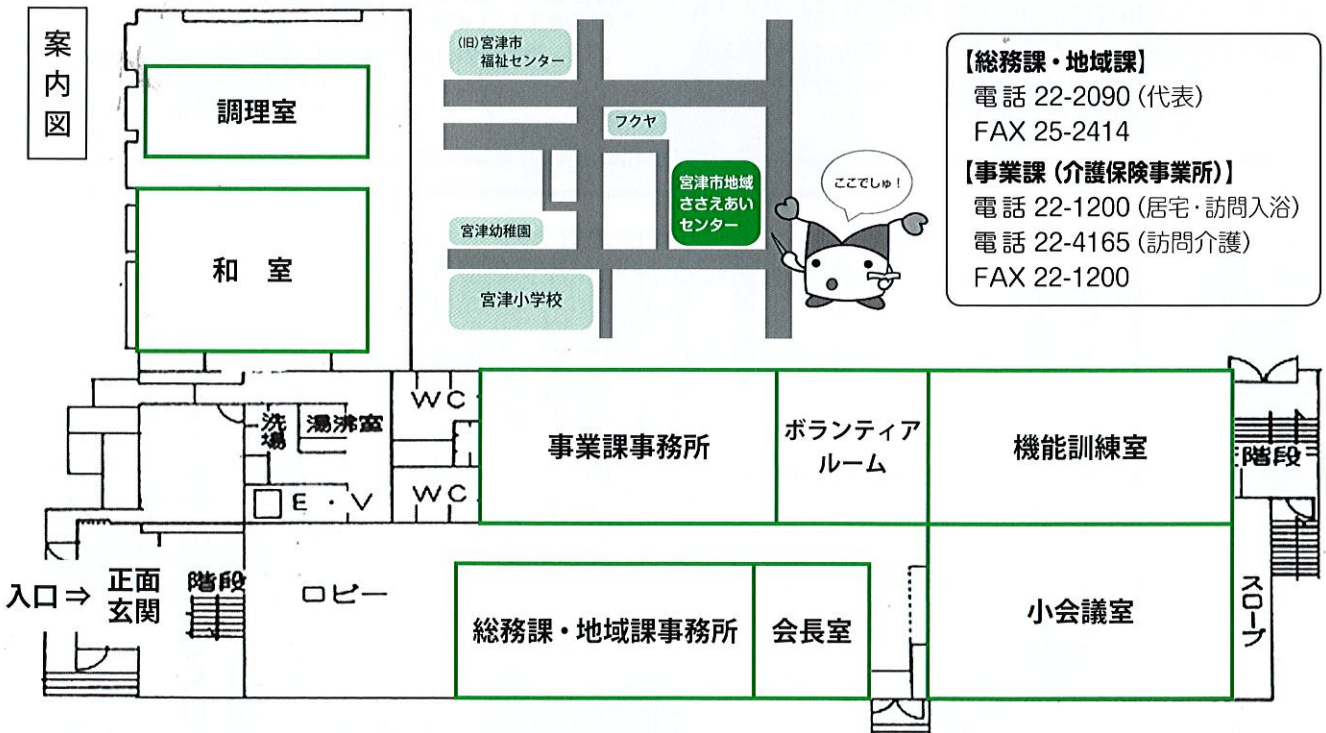 案内図
(旧)宮津市
福祉センター
フクヤ
宮津市地域
ささえあい
センター
ここでしゅ！
宮津幼稚園
宮津小学校
【総務課・地域課】
電話 22-2090 (代表)
FAX 25-2414
【事業課 (介護保険事業所)】
電話 22-1200 (居宅・訪問入浴)
電話 22-4165 (訪問介護)
FAX 22-1200
調理室
和 室
洗場
湯沸室
WC
WC
E・V
事業課事務所
ボランティア
ルーム
機能訓練室
階段
入口⇒
正面
玄関
階段
ロビー
総務課・地域課事務所
会長室
小会議室
スロープ